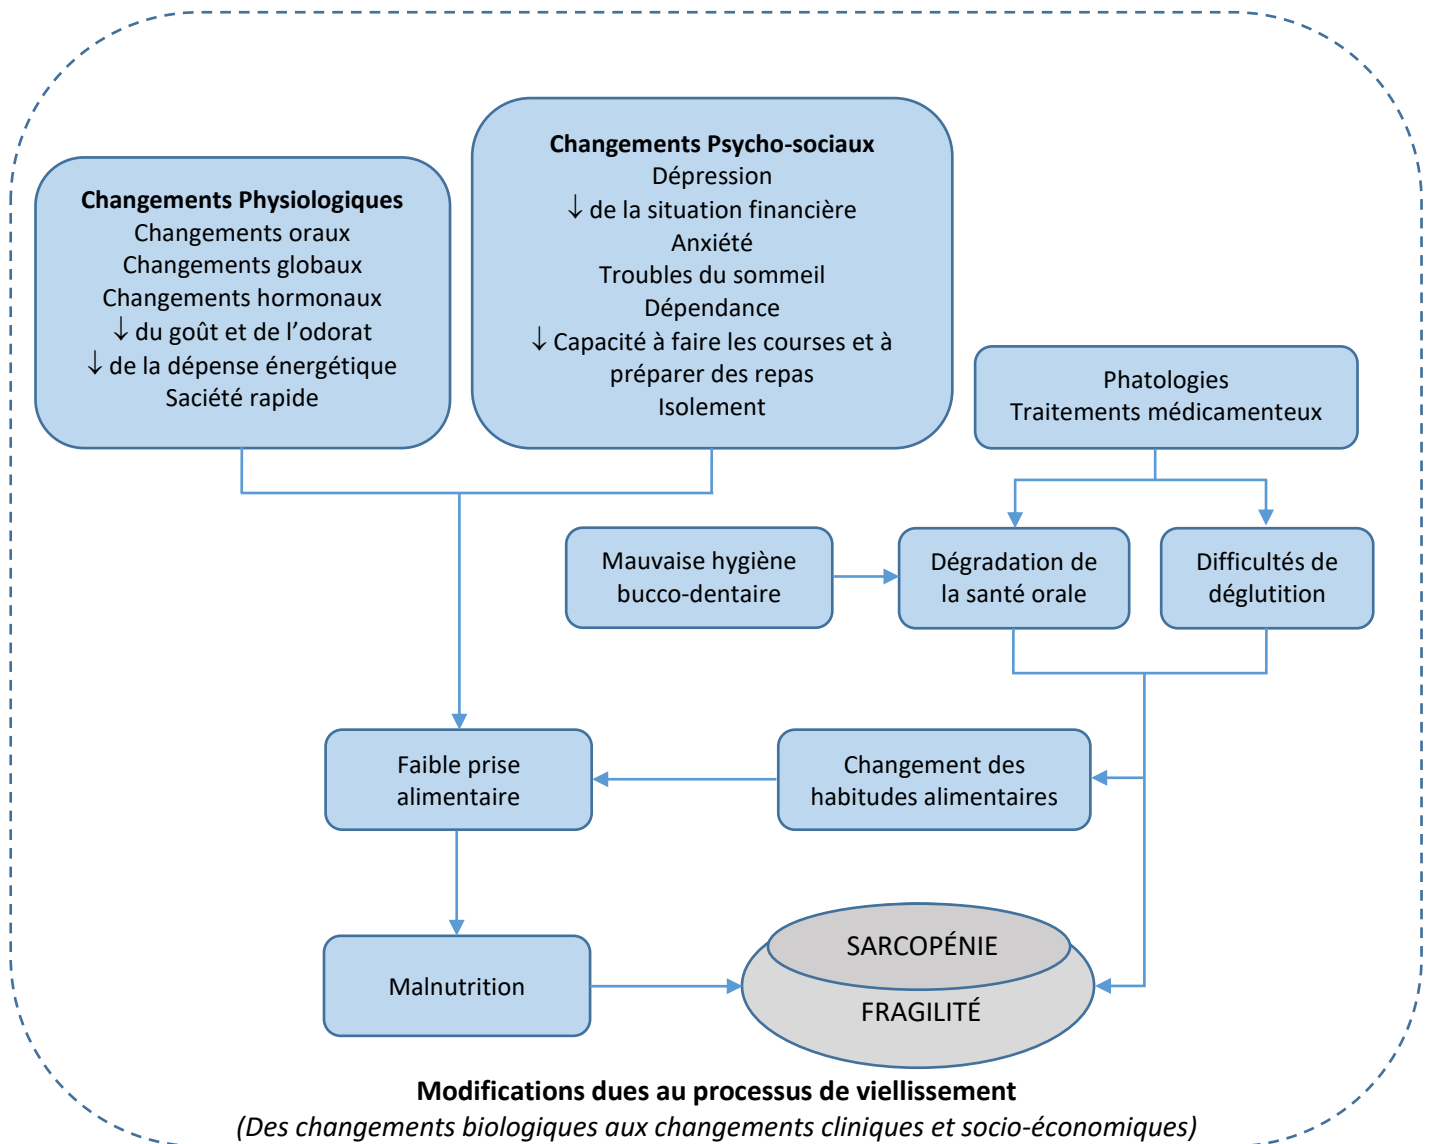 Changements Physiologiques
Changements oraux
Changements globaux
Changements hormonaux
↓ du goût et de l’odorat
↓ de la dépense énergétique
Saciété rapide
Changements Psycho-sociaux
Dépression
↓ de la situation financière
Anxiété
Troubles du sommeil
Dépendance
↓ Capacité à faire les courses et à
préparer des repas
Isolement
Phatologies
Traitements médicamenteux
Mauvaise hygiène
bucco-dentaire
Dégradation de
la santé orale
Difficultés de
déglutition
Faible prise
alimentaire
Changement des
habitudes alimentaires
Malnutrition
SARCOPÉNIE
FRAGILITÉ
Modifications dues au processus de viellissement
(Des changements biologiques aux changements cliniques et socio-économiques)